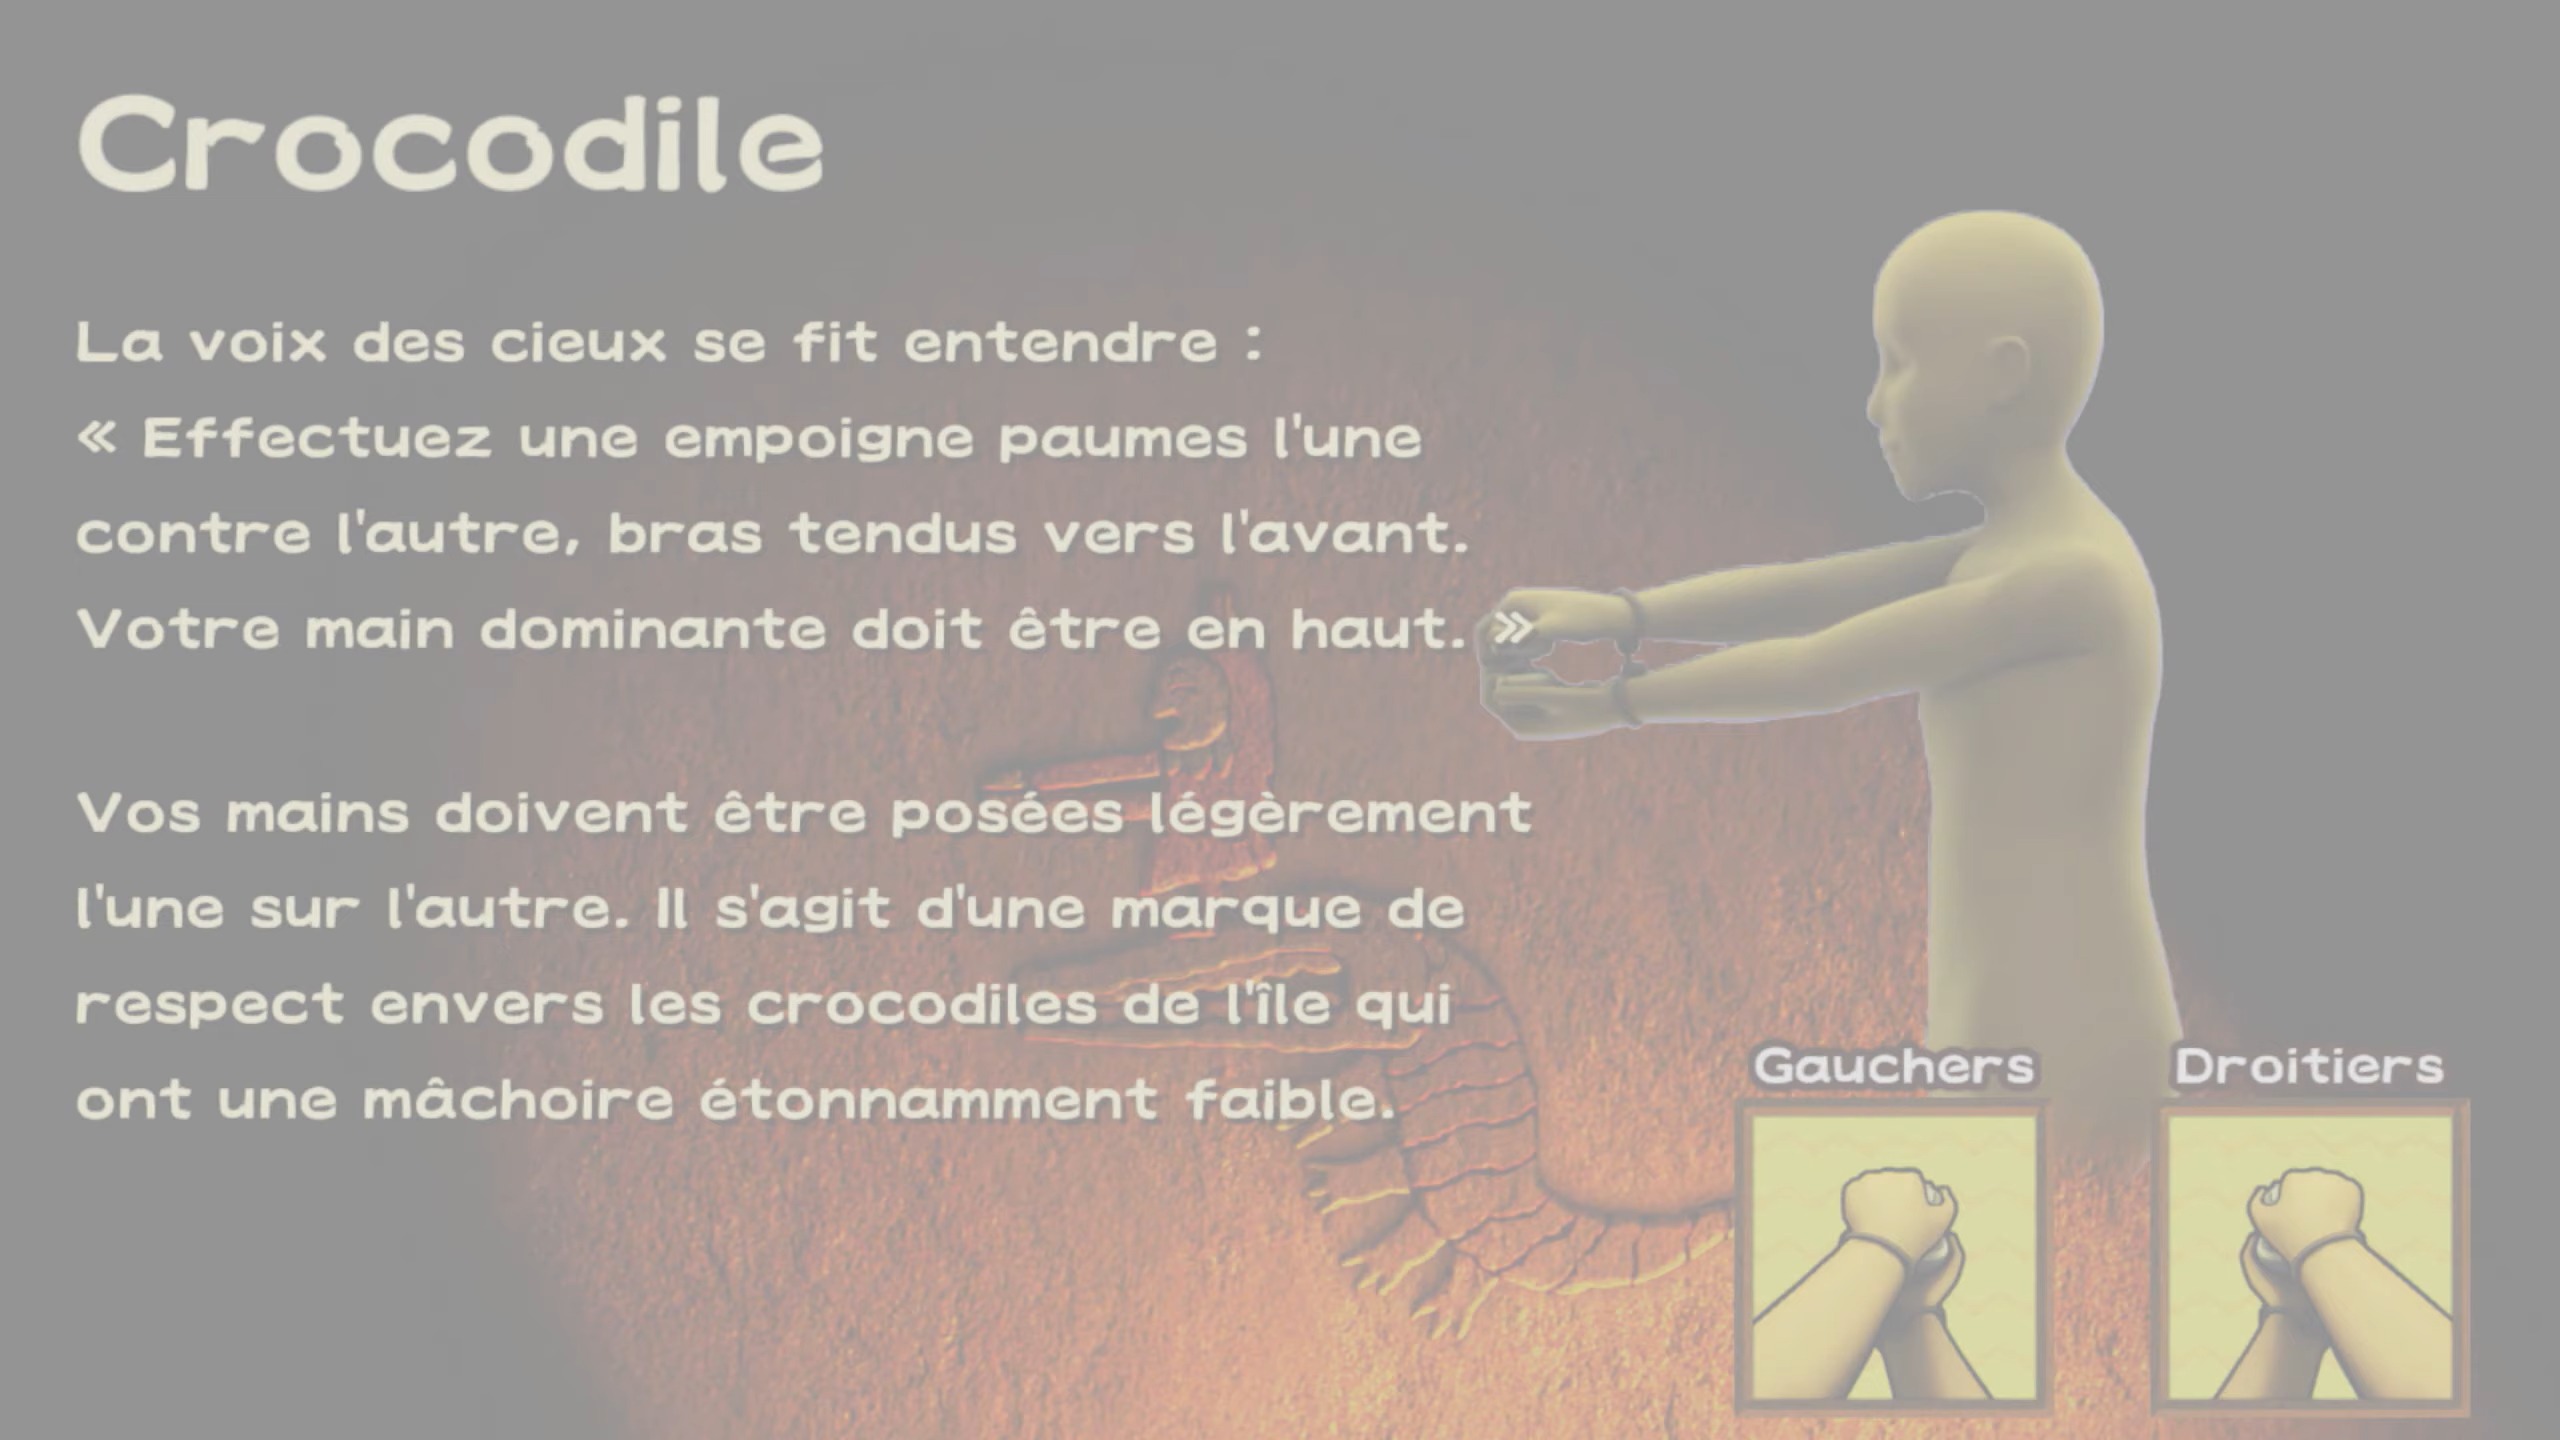 Crocodile
La voix des cieux se fit entendre :
« Effectuez une empoigne paumes l'une
contre l'autre, bras tendus vers l'avant.
Votre main dominante doit être en haut. »
Vos mains doivent être posées légèrement
l'une sur l'autre. Il s'agit d'une marque de
respect envers les crocodiles de l'île qui
ont une mâchoire étonnamment faible.
Gauchers
Droitiers